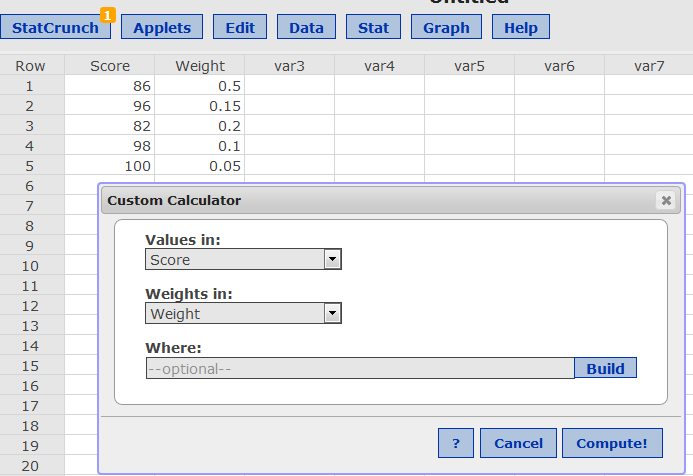 Untitled
1
StatCrunch Applets Edit Data Stat Graph Help
Row Score Weight var3 var4 var5 var6 var7
1 86 0.5
2 96 0.15
3 82 0.2
4 98 0.1
5 100 0.05
6
7
8
9
10
11
12
13
14
15
16
17
18
19
20
Custom Calculator
Values in:
Score
Weights in:
Weight
Where:
--optional-- Build
? Cancel Compute!